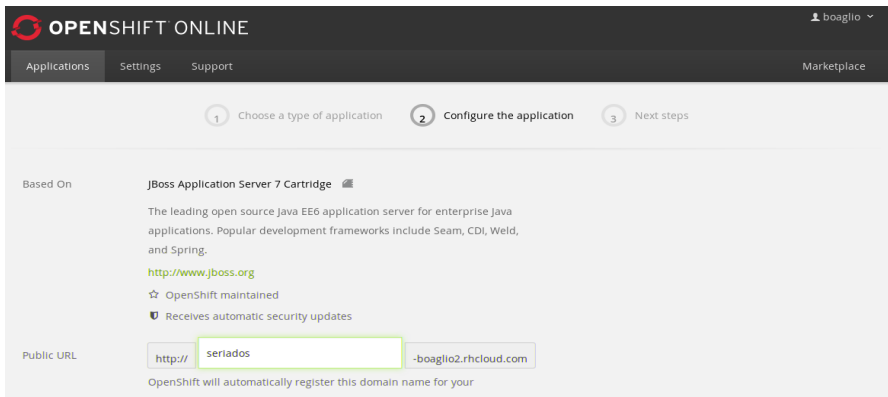 OPENSHIFT ONLINE
boaglio
Applications Settings Support Marketplace
1 Choose a type of application 2 Configure the application 3 Next steps
Based On JBoss Application Server 7 Cartridge
The leading open source Java EE6 application server for enterprise Java
applications. Popular development frameworks include Seam, CDI, Weld,
and Spring.
http://www.jboss.org
OpenShift maintained
Receives automatic security updates
Public URL http:// seriados -boaglio2.rhcloud.com
OpenShift will automatically register this domain name for your